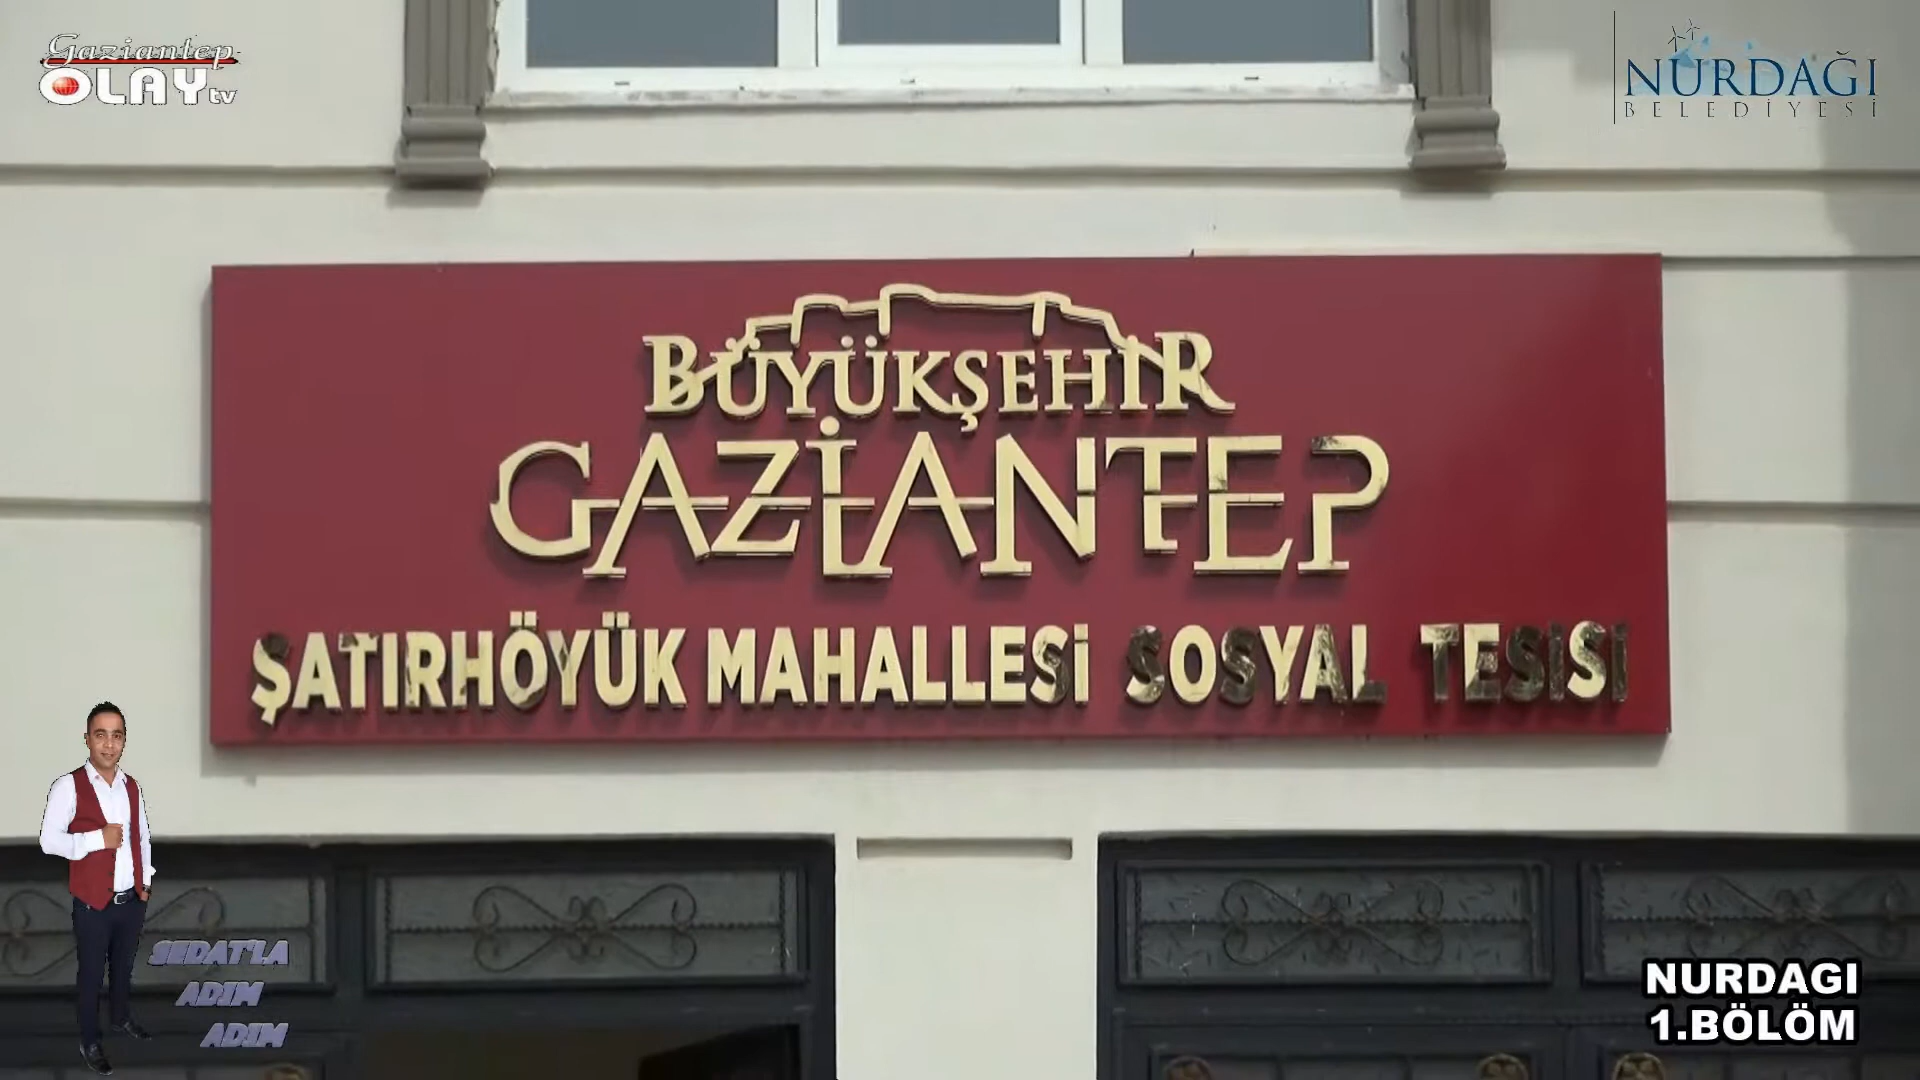 Gaziantep
OLAY tv
NURDAĞI
BELEDİYESİ
BÜYÜKŞEHİR
GAZİANTEP
ŞATIRHÖYÜK MAHALLESİ SOSYAL TESİSİ
SEDAT'LA
ADIM
ADIM
NURDAGI
1.BÖLÖM